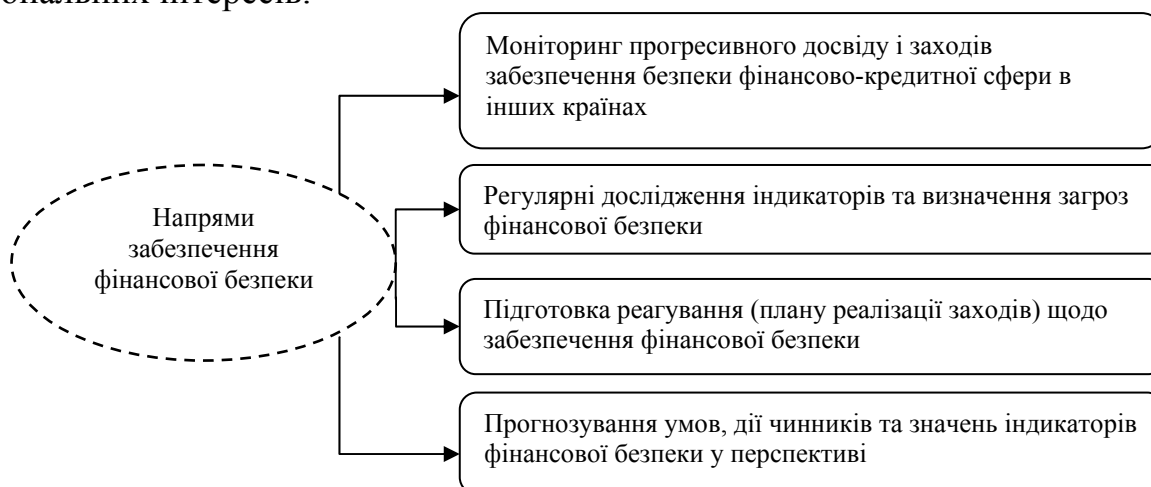 інтересів.
Моніторинг прогресивного досвіду і заходів
забезпечення безпеки фінансово-кредитної сфери в
інших країнах
Регулярні дослідження індикаторів та визначення загроз
фінансової безпеки
Напрями
забезпечення
фінансової безпеки
Підготовка реагування (плану реалізації заходів) щодо
забезпечення фінансової безпеки
Прогнозування умов, дії чинників та значень індикаторів
фінансової безпеки у перспективі